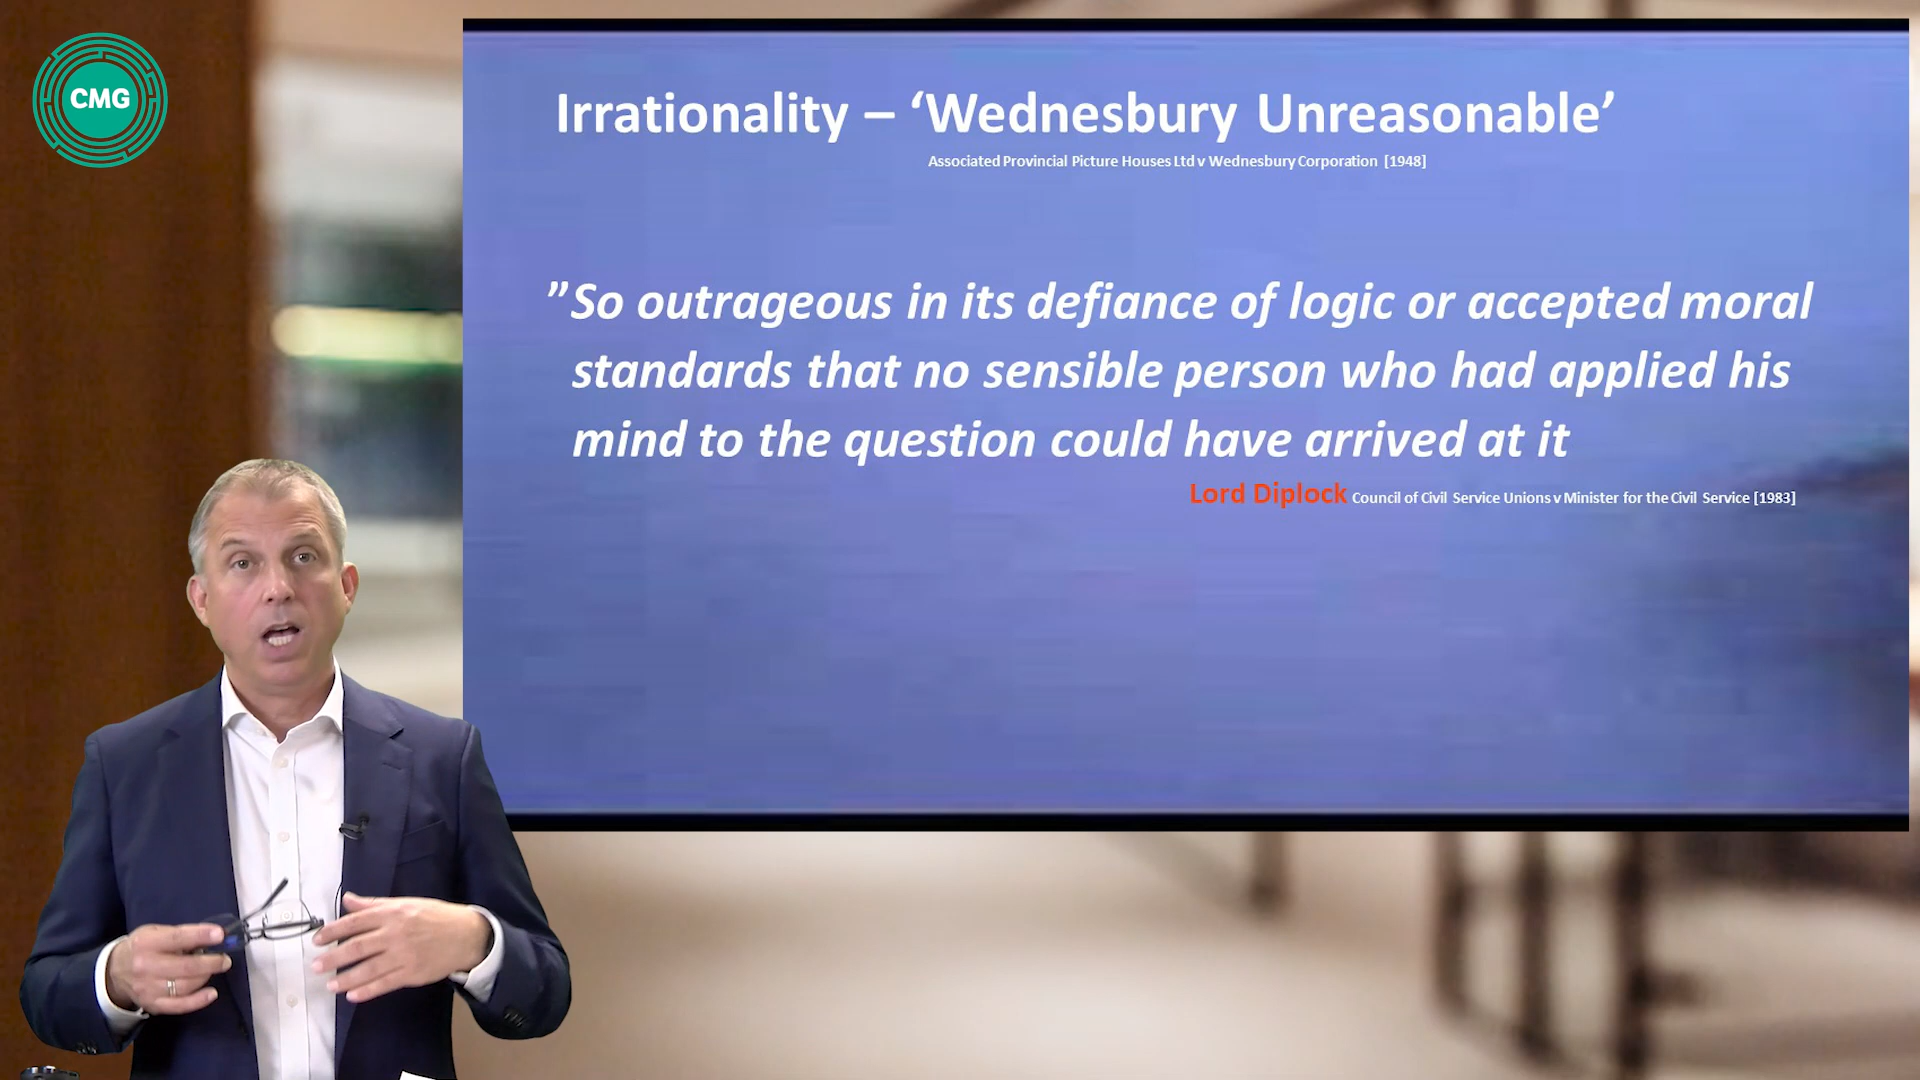 CMG
Irrationality – ‘Wednesbury Unreasonable’
Associated Provincial Picture Houses Ltd v Wednesbury Corporation [1948]
”So outrageous in its defiance of logic or accepted moral
standards that no sensible person who had applied his
mind to the question could have arrived at it
Lord Diplock Council of Civil Service Unions v Minister for the Civil Service [1983]